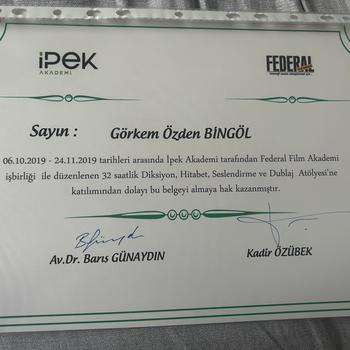 iPEK
AKADEMİ
FEDERAL
Sayın : Görkem Özden BİNGÖL
06.10.2019 - 24.11.2019 tarihleri arasında İpek Akademi tarafından Federal Film Akademi
işbirliği ile düzenlenen 32 saatlik Diksiyon, Hitabet, Seslendirme ve Dublaj Atölyesi'ne
katılımından dolayı bu belgeyi almaya hak kazanmıştır.
Av.Dr. Barış GÜNAYDIN
Kadir ÖZÜBEK